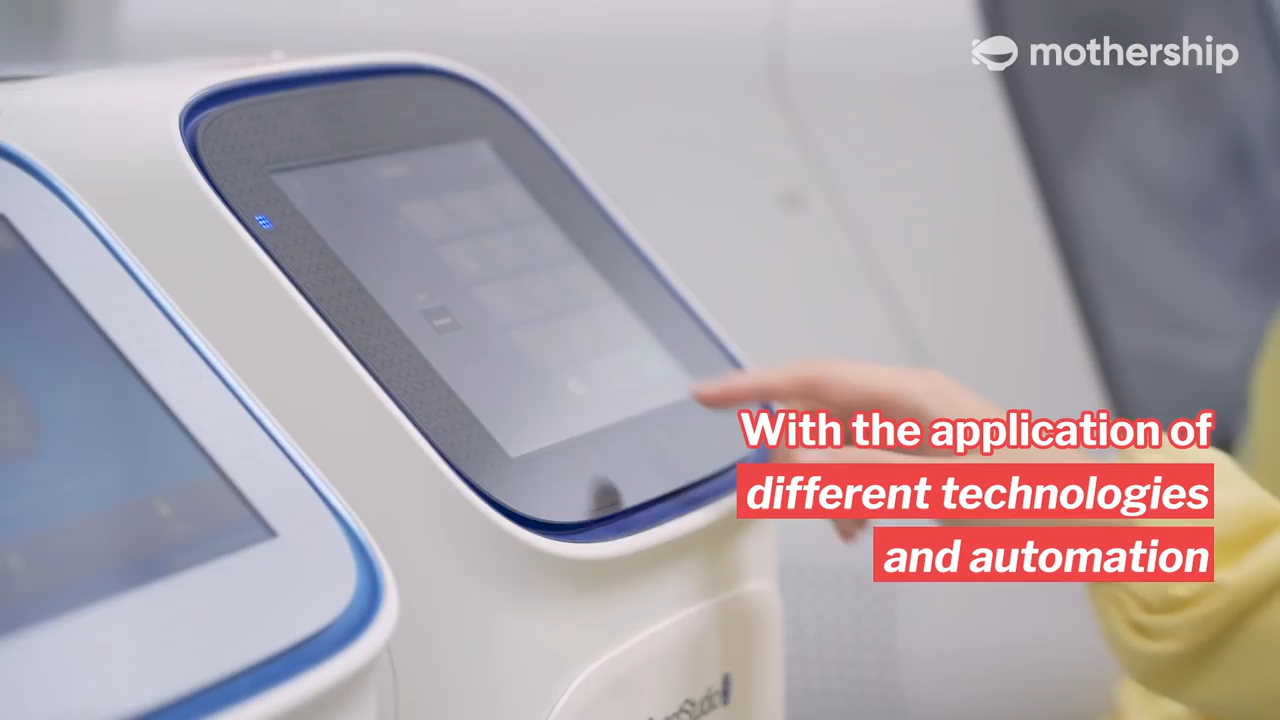 mothership
With the application of
different technologies
and automation